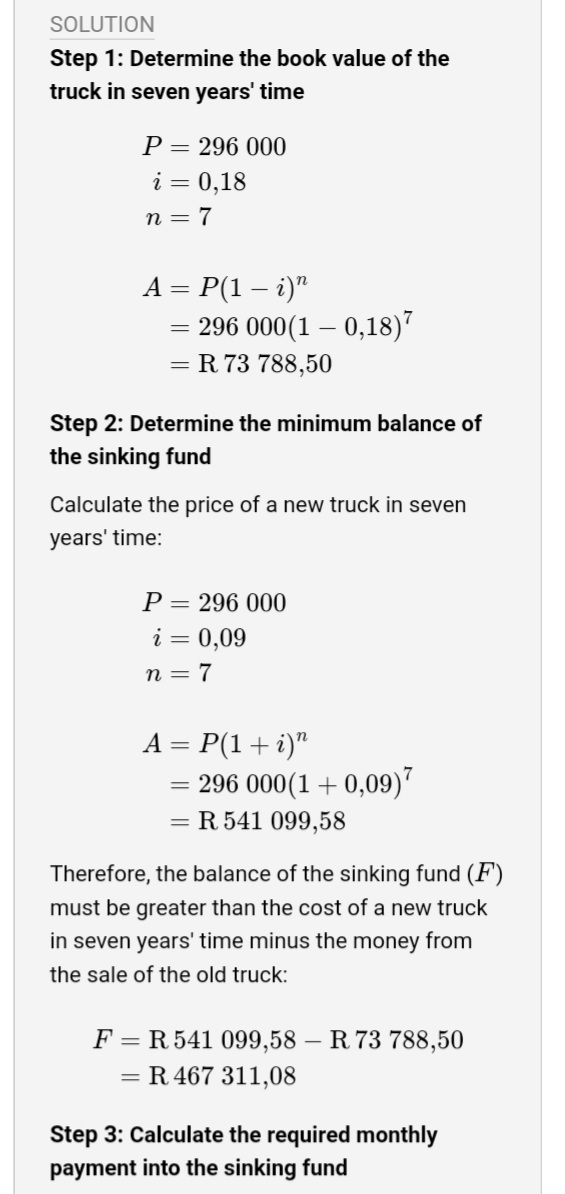 SOLUTION
Step 1: Determine the book value of the
truck in seven years' time
P = 296 000
i = 0,18
n = 7
A = P(1 − i)ⁿ
= 296 000(1 − 0,18)⁷
= R 73 788,50
Step 2: Determine the minimum balance of
the sinking fund
Calculate the price of a new truck in seven
years' time:
P = 296 000
i = 0,09
n = 7
A = P(1 + i)ⁿ
= 296 000(1 + 0,09)⁷
= R 541 099,58
Therefore, the balance of the sinking fund (F)
must be greater than the cost of a new truck
in seven years' time minus the money from
the sale of the old truck:
F = R 541 099,58 − R 73 788,50
= R 467 311,08
Step 3: Calculate the required monthly
payment into the sinking fund